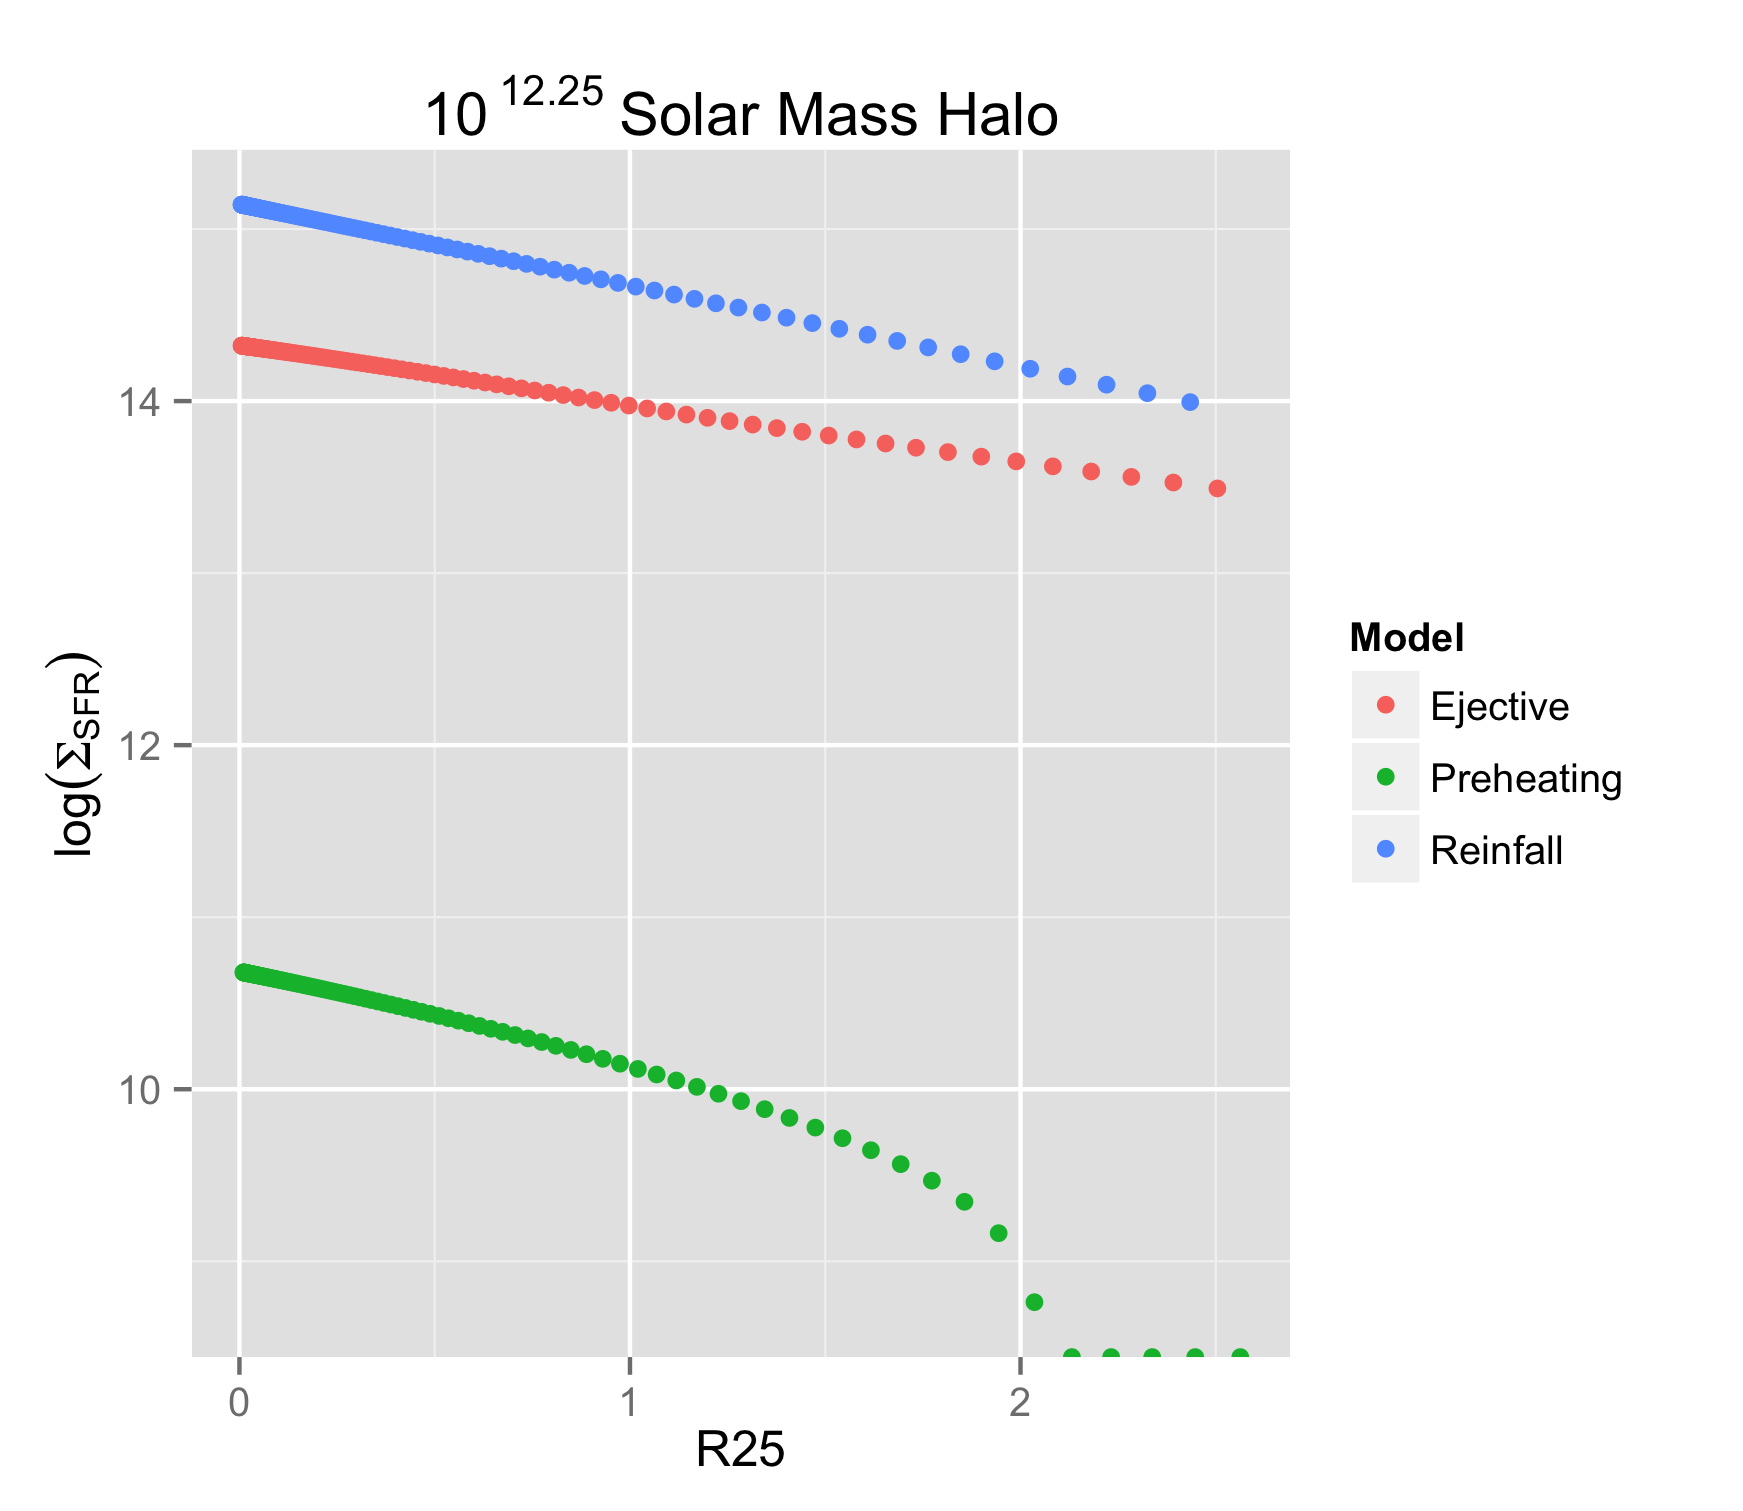 10 12.25 Solar Mass Halo
log(ΣSFR)
14
12
10
0 1 2
R25
Model
Ejective
Preheating
Reinfall